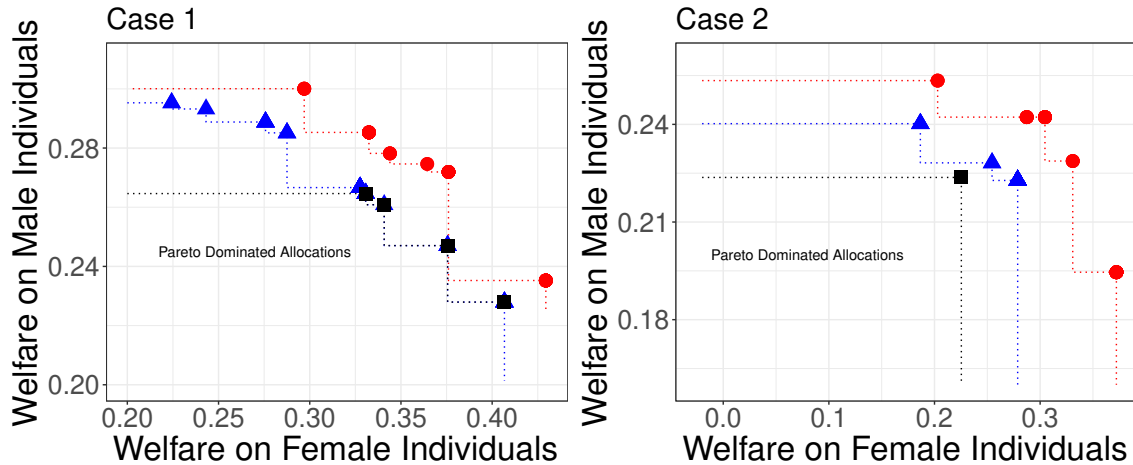 Case 1
Welfare on Male Individuals
0.28
0.24
0.20
Pareto Dominated Allocations
0.20 0.25 0.30 0.35 0.40
Welfare on Female Individuals
Case 2
Welfare on Male Individuals
0.24
0.21
0.18
Pareto Dominated Allocations
0.0 0.1 0.2 0.3
Welfare on Female Individuals